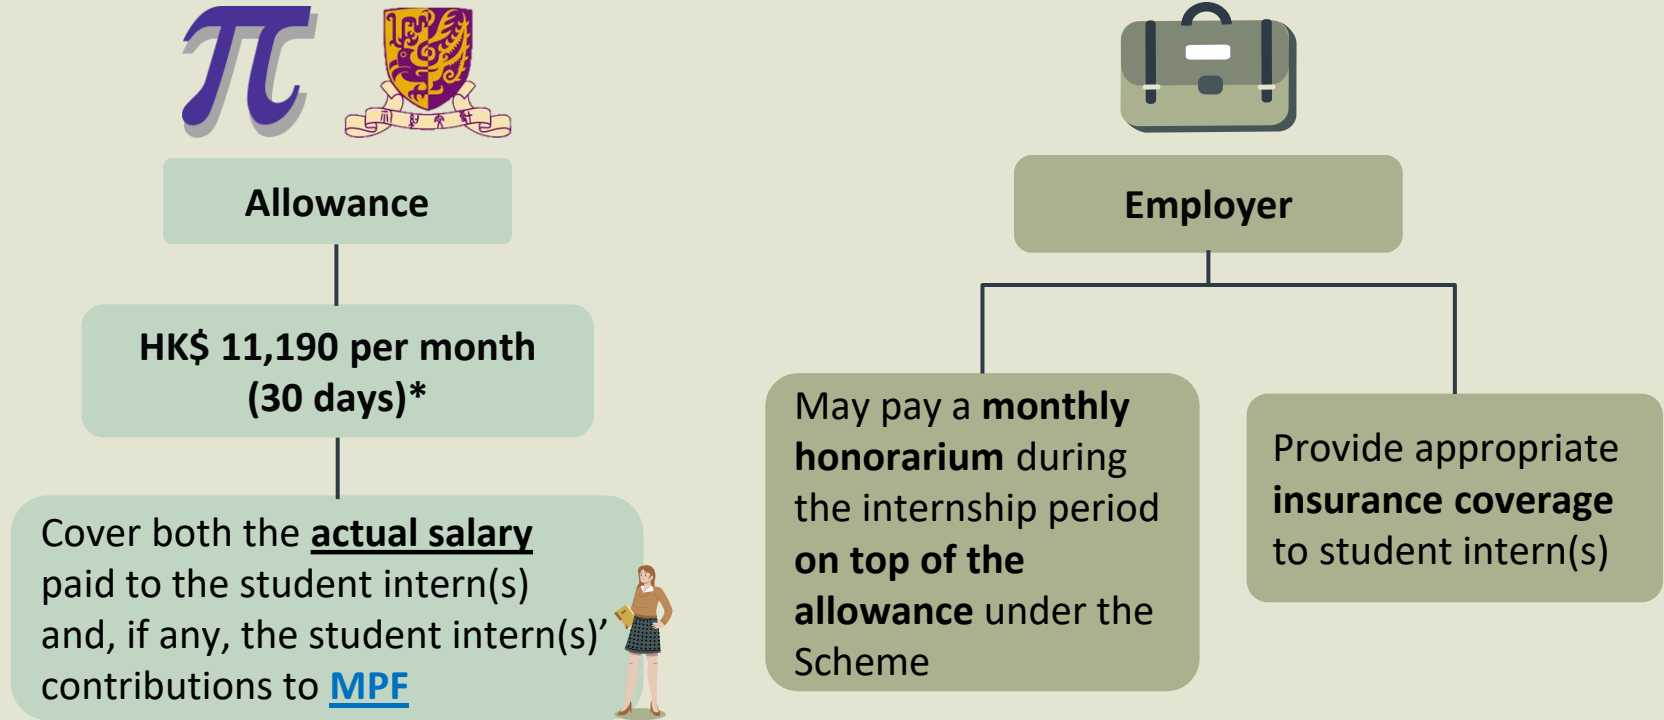 Allowance
HK$ 11,190 per month
(30 days)*
Cover both the actual salary
paid to the student intern(s)
and, if any, the student intern(s)’
contributions to MPF
Employer
May pay a monthly
honorarium during
the internship period
on top of the
allowance under the
Scheme
Provide appropriate
insurance coverage
to student intern(s)